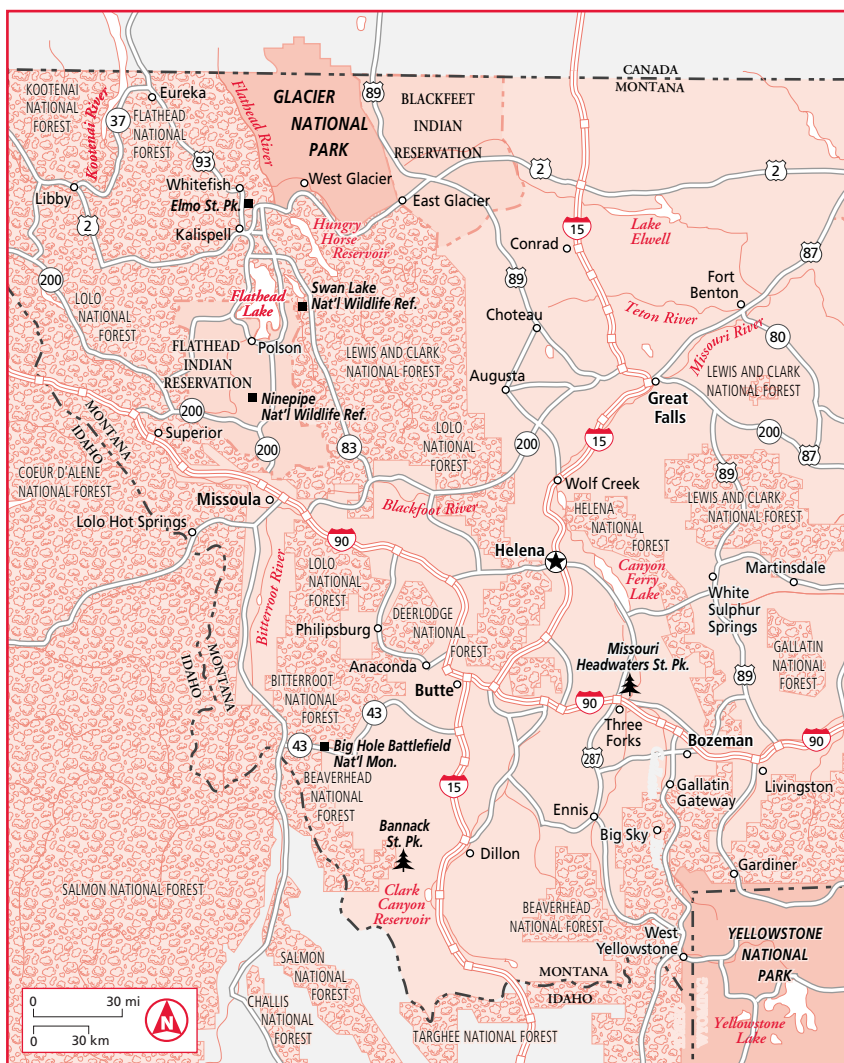 CANADA
MONTANA
KOOTENAI
NATIONAL
FOREST
Eureka
Flathead River
GLACIER
NATIONAL
PARK
89
BLACKFEET
INDIAN
RESERVATION
37
Kootenai River
FLATHEAD
NATIONAL
FOREST
93
2
2
Libby
Whitefish
West Glacier
East Glacier
Elmo St. Pk.
2
Kalispell
Hungry
Horse
Reservoir
15
Lake
Elwell
Conrad
87
200
Swan Lake
Nat'l Wildlife Ref.
89
Fort
Benton
LOLO
NATIONAL
FOREST
Flathead
Lake
Choteau
Teton River
Missouri River
80
FLATHEAD
INDIAN
RESERVATION
Polson
LEWIS AND CLARK
NATIONAL FOREST
Augusta
LEWIS AND CLARK
NATIONAL FOREST
Great
Falls
Ninepipe
Nat'l Wildlife Ref.
MONTANA
IDAHO
200
Superior
200
83
LOLO
NATIONAL
FOREST
200
15
200
87
89
COEUR D'ALENE
NATIONAL FOREST
Missoula
Wolf Creek
LEWIS AND CLARK
NATIONAL FOREST
Lolo Hot Springs
Blackfoot River
HELENA
NATIONAL
FOREST
90
Helena
Canyon
Ferry
Lake
Martinsdale
White
Sulphur
Springs
Bitterroot River
LOLO
NATIONAL
FOREST
DEERLODGE
NATIONAL
FOREST
Philipsburg
MONTANA
IDAHO
Anaconda
Missouri
Headwaters St. Pk.
GALLATIN
NATIONAL
FOREST
BITTERROOT
NATIONAL
FOREST
Butte
89
43
90
Three
Forks
Bozeman
90
43
Big Hole Battlefield
Nat'l Mon.
287
BEAVERHEAD
NATIONAL
FOREST
15
Livingston
Gallatin
Gateway
Ennis
Big Sky
Bannack
St. Pk.
Dillon
Gardiner
SALMON NATIONAL FOREST
Clark
Canyon
Reservoir
BEAVERHEAD
NATIONAL FOREST
West
Yellowstone
YELLOWSTONE
NATIONAL
PARK
SALMON
NATIONAL
FOREST
MONTANA
IDAHO
CHALLIS
NATIONAL
FOREST
TARGHEE NATIONAL FOREST
Yellowstone
Lake
0 30 mi
0 30 km
N